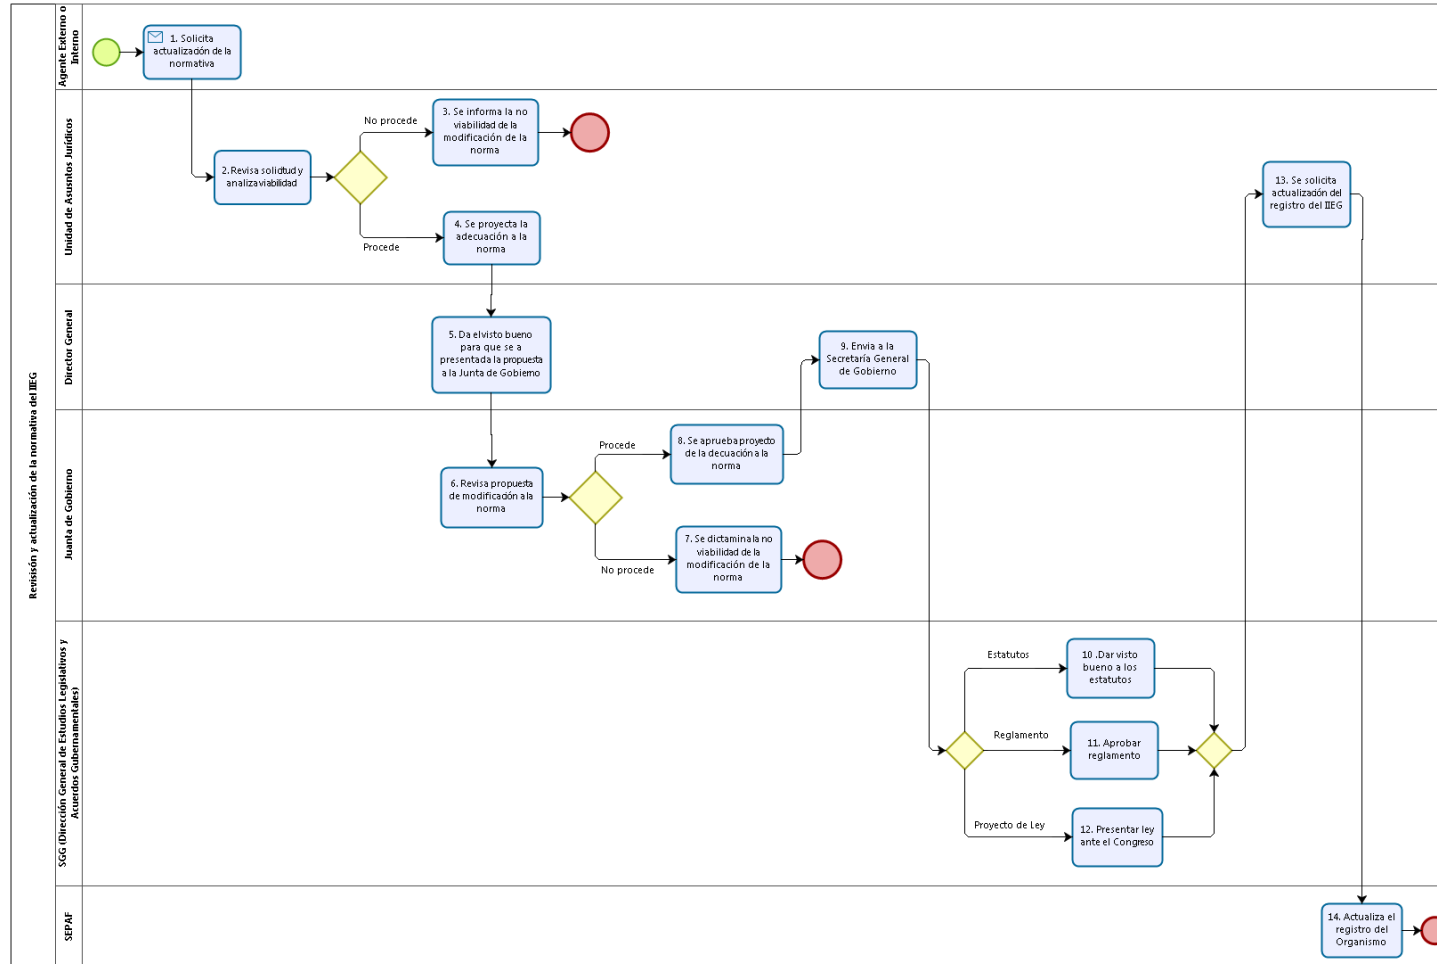 Revisisón y actualización de la normativa del IIEG
Agente Externo o
Interno
1. Solicita
actualización de la
normativa
Unidad de Asusntos Jurídicos
2.Revisa solicitud y
analiza viabilidad
No procede
3. Se informa la no
viabilidad de la
modificación de la
norma
Procede
4. Se proyecta la
adecuación a la
norma
13. Se solicita
actualización del
registro del IIEG
Director General
5. Da el visto bueno
para que se a
presentada la propuesta
a la Junta de Gobierno
9. Envia a la
Secretaría General
de Gobierno
Juanta de Gobierno
6. Revisa propuesta
de modificación a la
norma
Procede
8. Se aprueba proyecto
de la decuación a la
norma
No procede
7. Se dictamina la no
viabilidad de la
modificación de la
norma
SGG (Dirección General de Estudios Legislativos y
Acuerdos Gubernamentales)
Estatutos
10 .Dar visto
bueno a los
estatutos
Reglamento
11. Aprobar
reglamento
Proyecto de Ley
12. Presentar ley
ante el Congreso
SEPAF
14. Actualiza el
registro del
Organismo